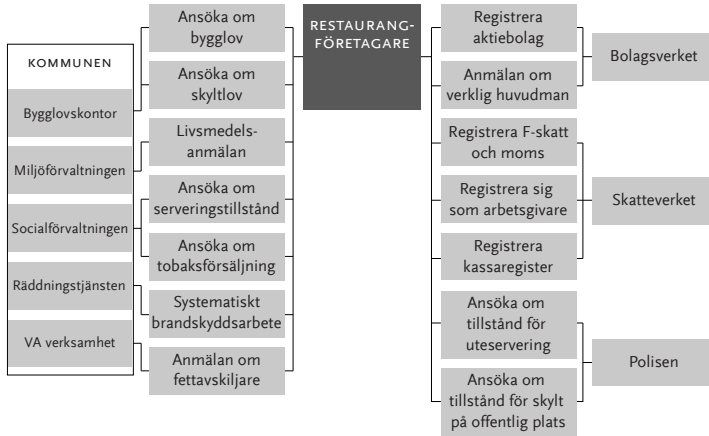 KOMMUNEN
Bygglovskontor
Miljöförvaltningen
Socialförvaltningen
Räddningstjänsten
VA verksamhet
Ansöka om
bygglov
Ansöka om
skyltlov
Livsmedels-
anmälan
Ansöka om
serveringstillstånd
Ansöka om
tobaksförsäljning
Systematiskt
brandskyddsarbete
Anmälan om
fettavskiljare
RESTAURANG-
FÖRETAGARE
Registrera
aktiebolag
Anmälan om
verklig huvudman
Registrera F-skatt
och moms
Registrera sig
som arbetsgivare
Registrera
kassaregister
Ansöka om
tillstånd för
uteservering
Ansöka om
tillstånd för skylt
på offentlig plats
Bolagsverket
Skatteverket
Polisen